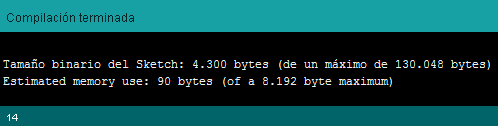 Compilación terminada
Tamaño binario del Sketch: 4.300 bytes (de un máximo de 130.048 bytes)
Estimated memory use: 90 bytes (of a 8.192 byte maximum)
14